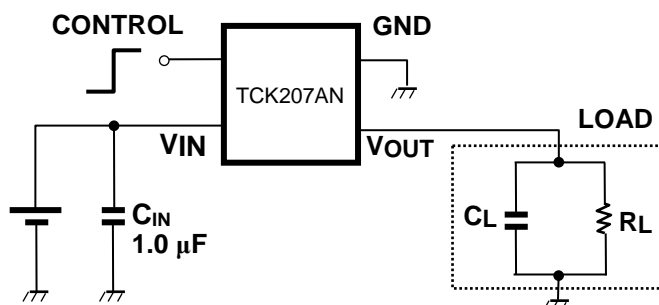 CONTROL
GND
TCK207AN
LOAD
VIN
VOUT
CIN
1.0 μF
CL
RL